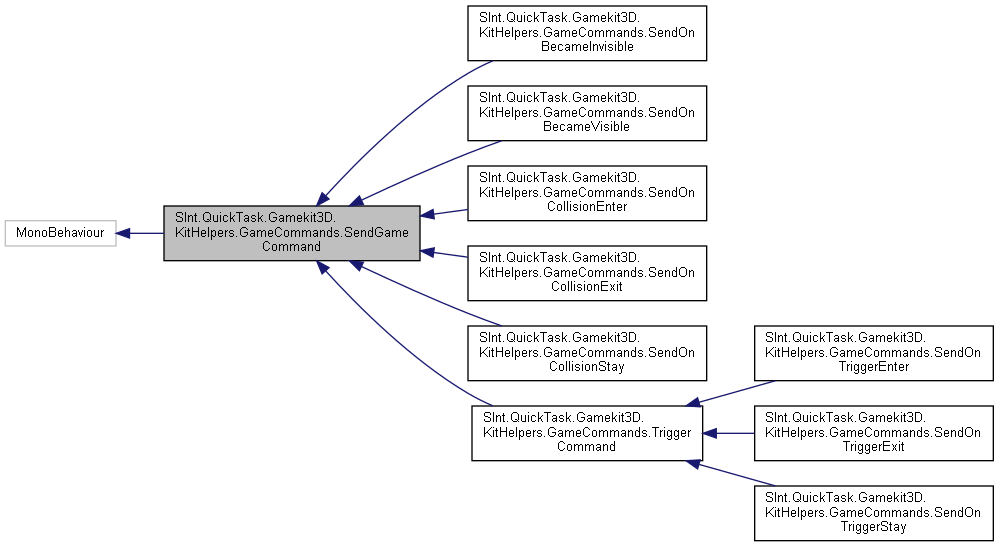 SInt.QuickTask.Gamekit3D.
KitHelpers.GameCommands.SendOn
BecameInvisible
SInt.QuickTask.Gamekit3D.
KitHelpers.GameCommands.SendOn
BecameVisible
SInt.QuickTask.Gamekit3D.
KitHelpers.GameCommands.SendOn
CollisionEnter
MonoBehaviour
SInt.QuickTask.Gamekit3D.
KitHelpers.GameCommands.SendGame
Command
SInt.QuickTask.Gamekit3D.
KitHelpers.GameCommands.SendOn
CollisionExit
SInt.QuickTask.Gamekit3D.
KitHelpers.GameCommands.SendOn
CollisionStay
SInt.QuickTask.Gamekit3D.
KitHelpers.GameCommands.Trigger
Command
SInt.QuickTask.Gamekit3D.
KitHelpers.GameCommands.SendOn
TriggerEnter
SInt.QuickTask.Gamekit3D.
KitHelpers.GameCommands.SendOn
TriggerExit
SInt.QuickTask.Gamekit3D.
KitHelpers.GameCommands.SendOn
TriggerStay